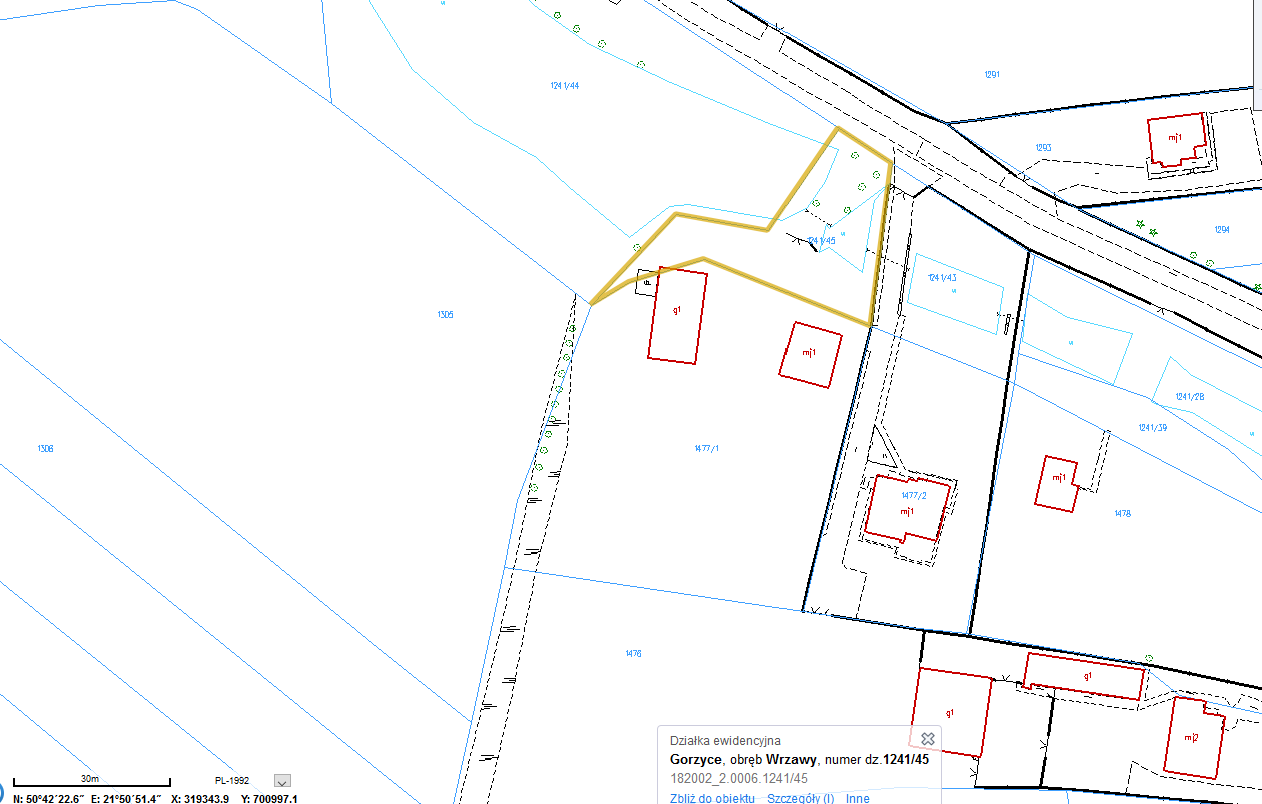 w
1241/44
1291
mj1
1293
1294
1241/45
w
1241/43
w
g1
1305
mj1
w
1241/28
w
1241/39
1306
1477/1
mj1
1477/2
mj1
1478
1476
g1
g1
mj2
Działka ewidencyjna
Gorzyce, obręb Wrzawy, numer dz.1241/45
182002_2.0006.1241/45
Zbliż do obiektu Szczegóły (I) Inne
30m
PL-1992
N: 50°42´22.6´´ E: 21°50´51.4´´ X: 319343.9 Y: 700997.1